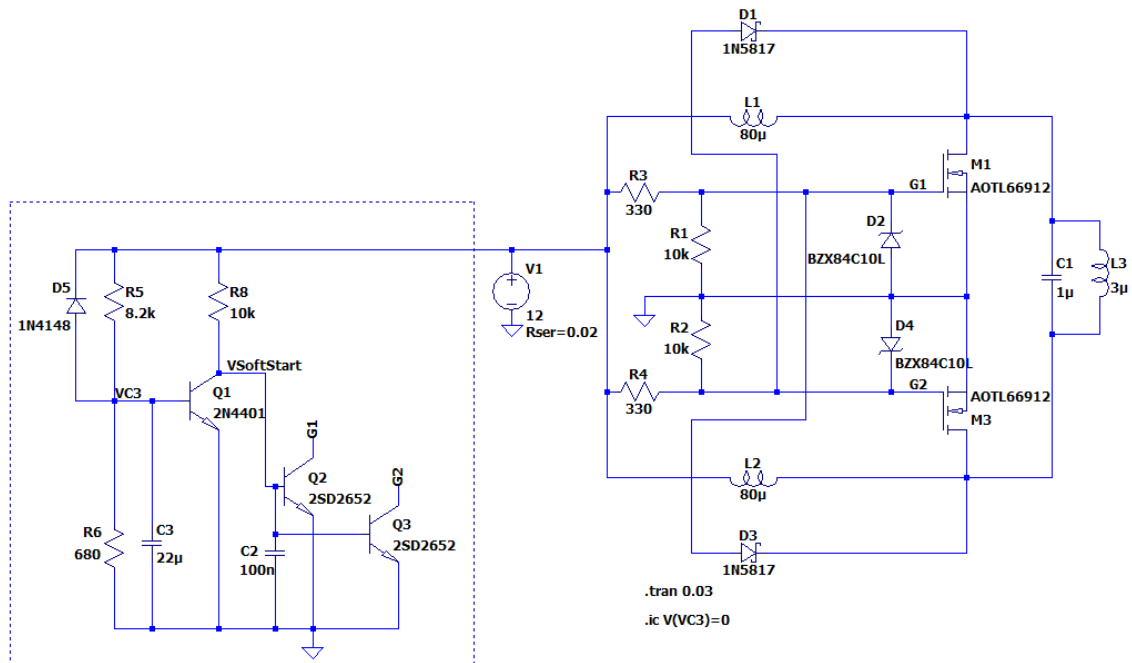 D1
1N5817
L1
80µ
R3
330
G1
M1
AOTL66912
R1
10k
D2
BZX84C10L
C1
1µ
L3
3µ
V1
12
Rser=0.02
D5
1N4148
R5
8.2k
R8
10k
R2
10k
D4
BZX84C10L
VSoftStart
VC3
Q1
2N4401
R4
330
G2
AOTL66912
M3
G1
Q2
2SD2652
G2
Q3
2SD2652
L2
80µ
R6
680
C3
22µ
C2
100n
D3
1N5817
.tran 0.03
.ic V(VC3)=0